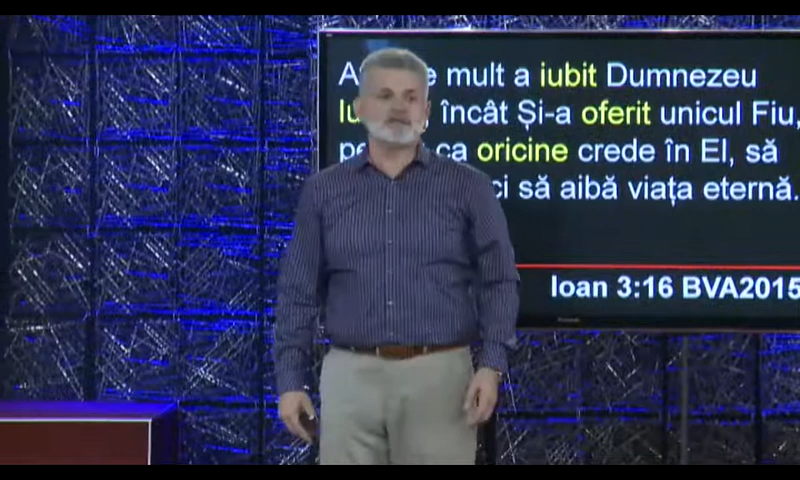 mult a iubit Dumnezeu
încât Și-a oferit unicul Fiu,
ca oricine crede în El, să
să aibă viața eternă.
Ioan 3:16 BVA2015